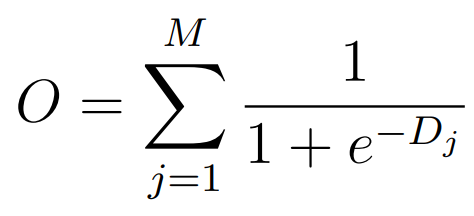 $O = \sum_{j=1}^{M} \frac{1}{1 + e^{-D_j}}$